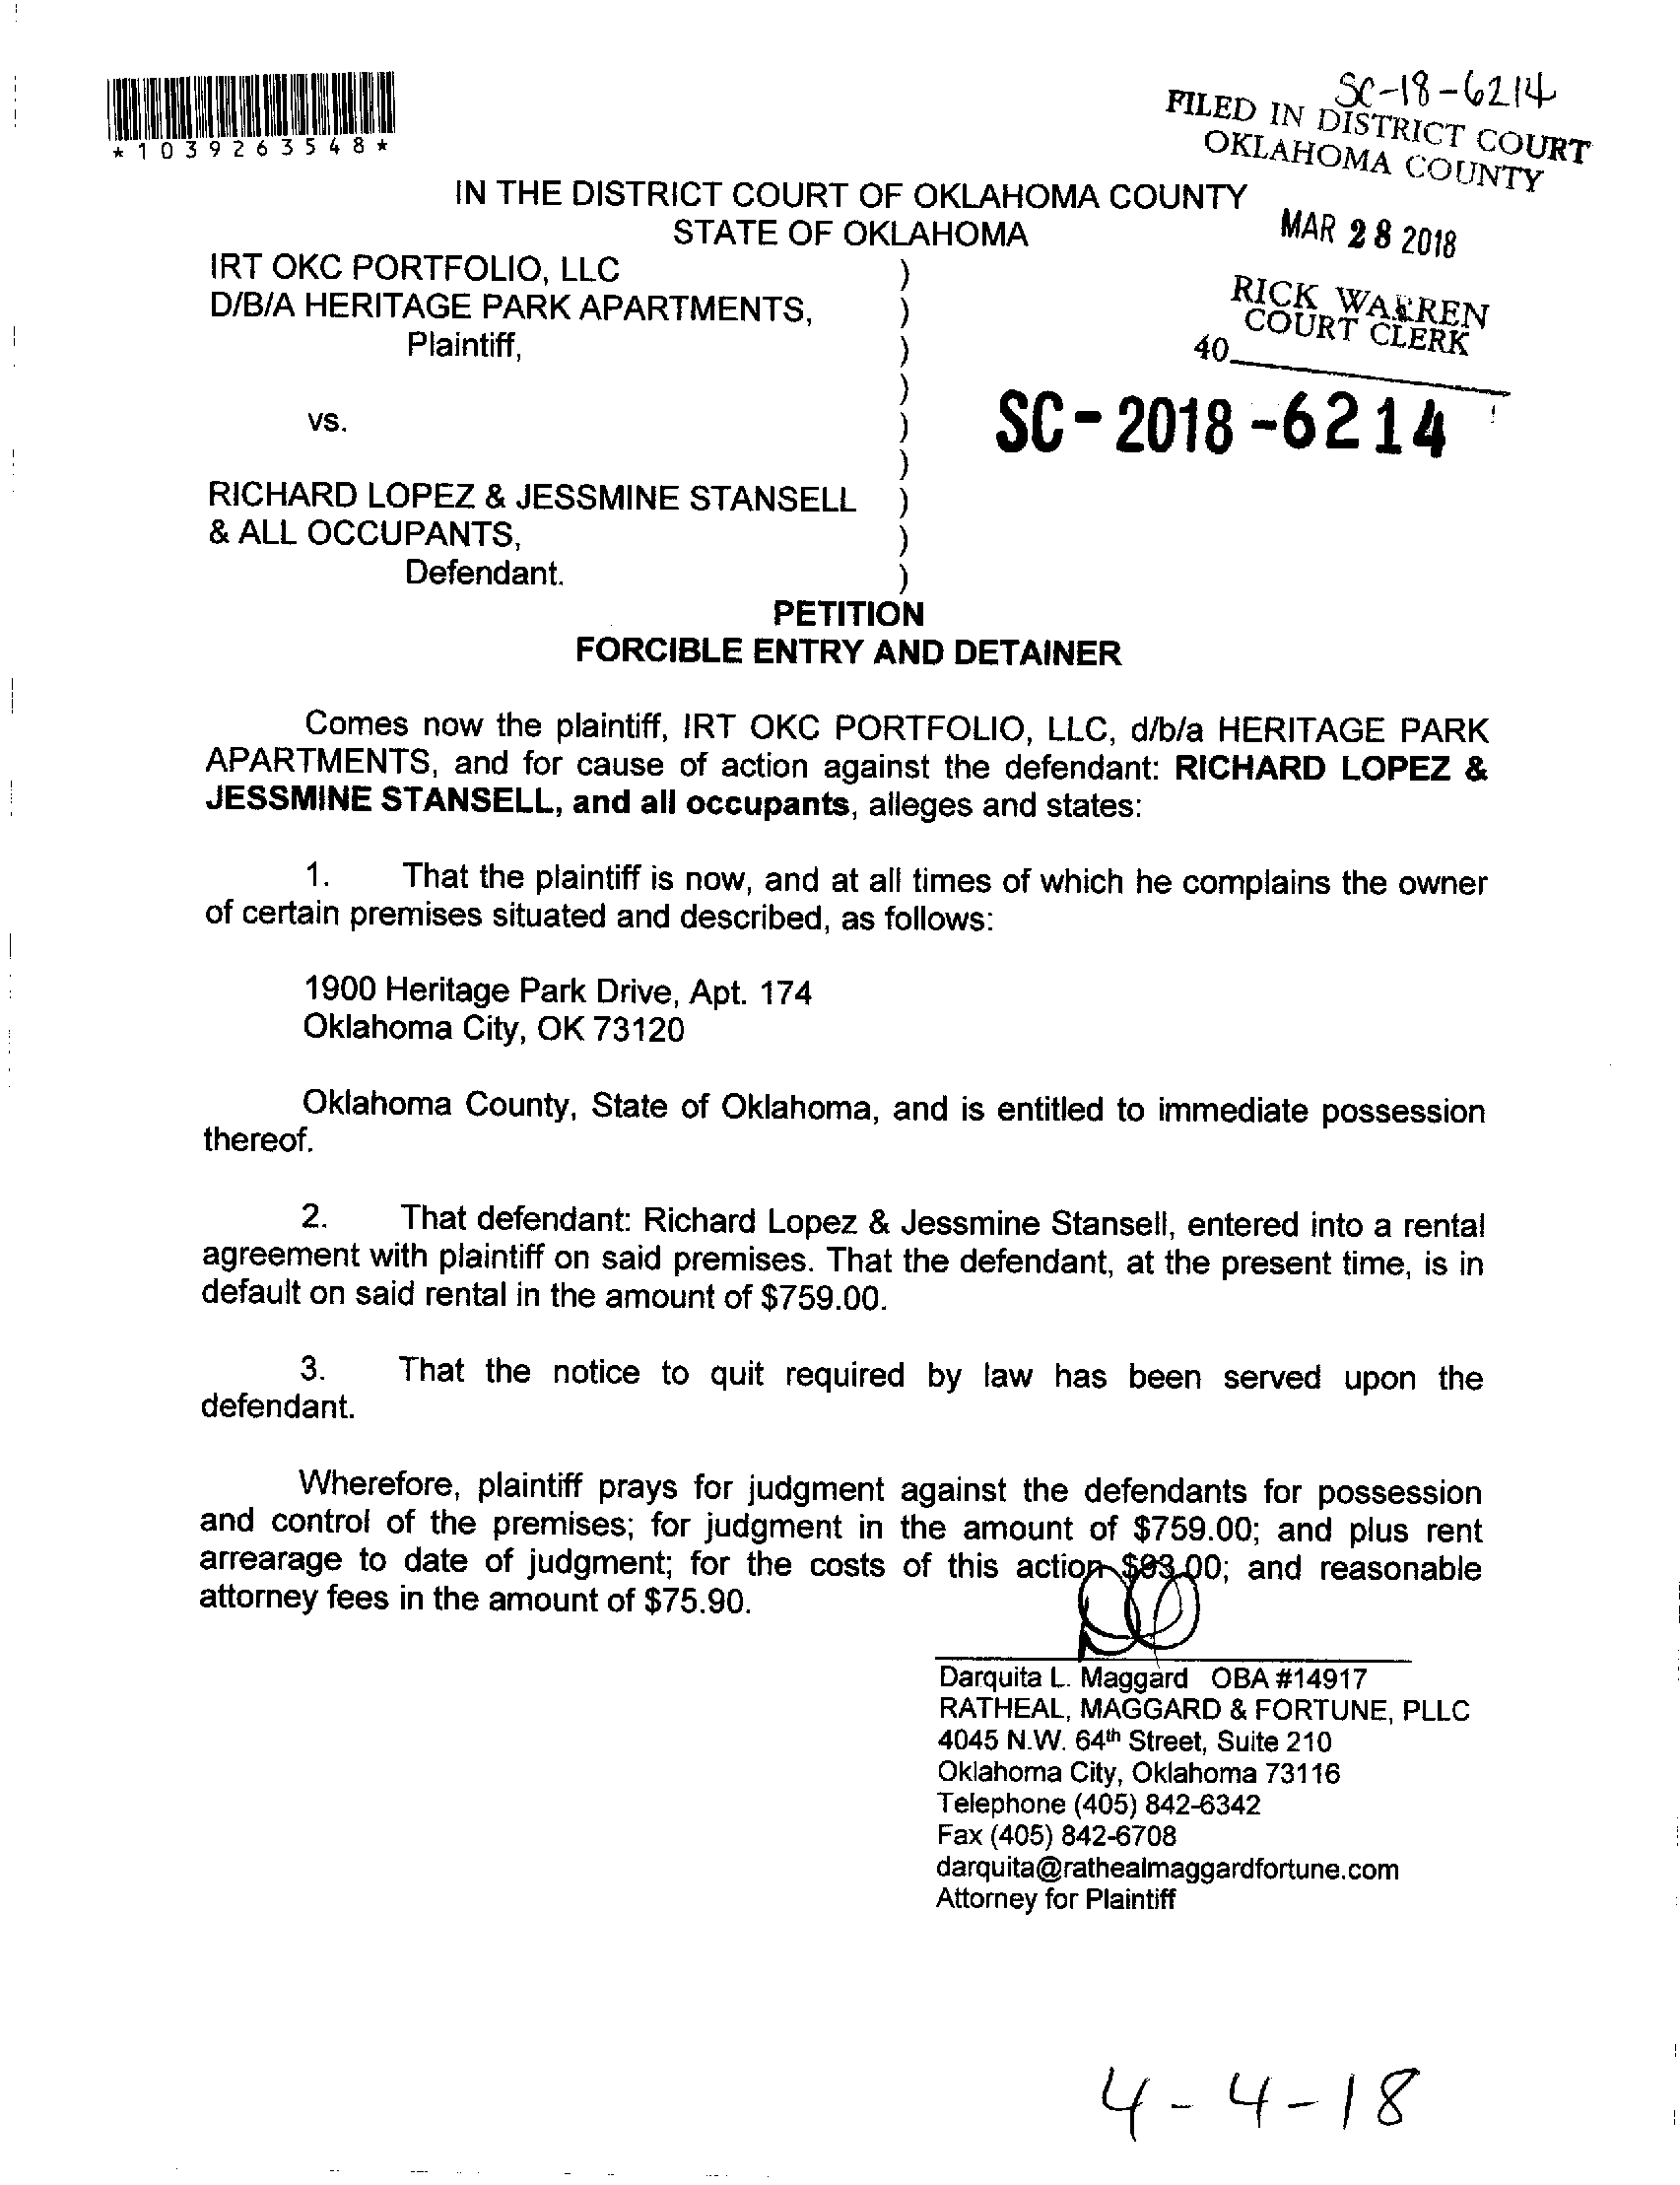 SC-18-6214
FILED IN DISTRICT COURT
OKLAHOMA COUNTY
*1039263548*
IN THE DISTRICT COURT OF OKLAHOMA COUNTY
STATE OF OKLAHOMA
MAR 28 2018
IRT OKC PORTFOLIO, LLC )
D/B/A HERITAGE PARK APARTMENTS, )
Plaintiff, )
RICK WARREN
COURT CLERK
40
)
vs. )
SC-2018-6214
)
RICHARD LOPEZ & JESSMINE STANSELL )
& ALL OCCUPANTS, )
Defendant. )
PETITION
FORCIBLE ENTRY AND DETAINER
Comes now the plaintiff, IRT OKC PORTFOLIO, LLC, d/b/a HERITAGE PARK
APARTMENTS, and for cause of action against the defendant: RICHARD LOPEZ &
JESSMINE STANSELL, and all occupants, alleges and states:
1. That the plaintiff is now, and at all times of which he complains the owner
of certain premises situated and described, as follows:
1900 Heritage Park Drive, Apt. 174
Oklahoma City, OK 73120
Oklahoma County, State of Oklahoma, and is entitled to immediate possession
thereof.
2. That defendant: Richard Lopez & Jessmine Stansell, entered into a rental
agreement with plaintiff on said premises. That the defendant, at the present time, is in
default on said rental in the amount of $759.00.
3. That the notice to quit required by law has been served upon the
defendant.
Wherefore, plaintiff prays for judgment against the defendants for possession
and control of the premises; for judgment in the amount of $759.00; and plus rent
arrearage to date of judgment; for the costs of this action and reasonable
attorney fees in the amount of $75.90.
Darquita L. Maggard OBA #14917
RATHEAL, MAGGARD & FORTUNE, PLLC
4045 N.W. 64th Street, Suite 210
Oklahoma City, Oklahoma 73116
Telephone (405) 842-6342
Fax (405) 842-6708
darquita@rathealmaggardfortune.com
Attorney for Plaintiff
4-4-18